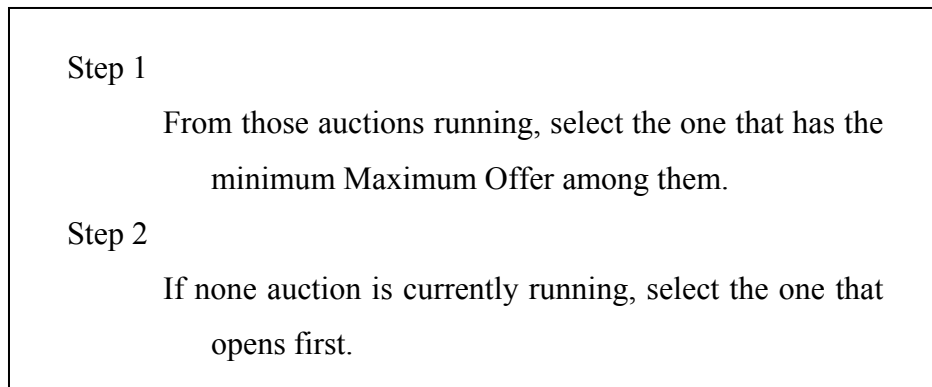 Step 1
From those auctions running, select the one that has the
minimum Maximum Offer among them.
Step 2
If none auction is currently running, select the one that
opens first.